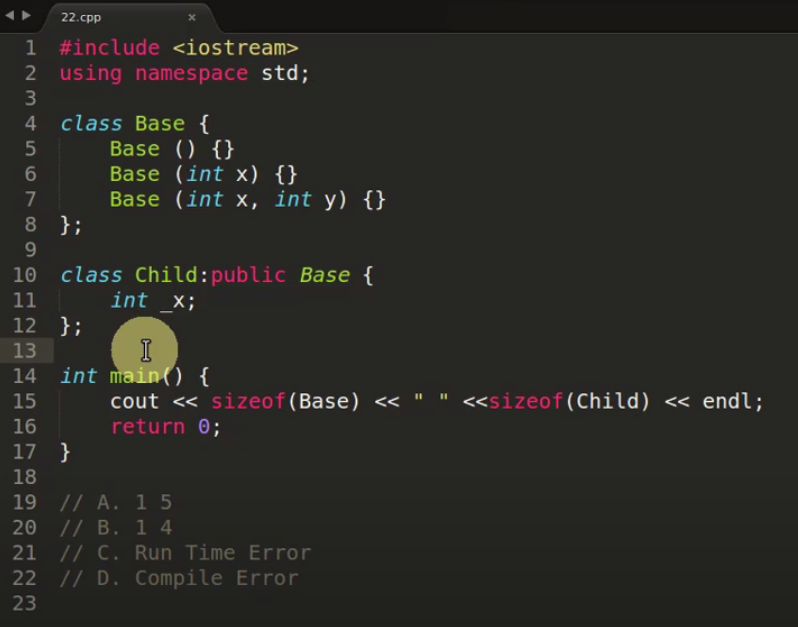 22.cpp ×
1 #include <iostream>
2 using namespace std;
3
4 class Base {
5     Base () {}
6     Base (int x) {}
7     Base (int x, int y) {}
8 };
9
10 class Child:public Base {
11     int _x;
12 };
13
14 int main() {
15     cout << sizeof(Base) << " " <<sizeof(Child) << endl;
16     return 0;
17 }
18
19 // A. 1 5
20 // B. 1 4
21 // C. Run Time Error
22 // D. Compile Error
23